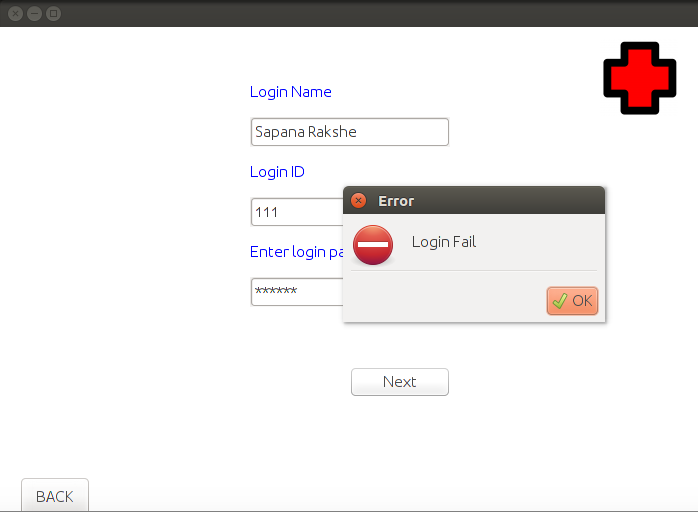 Login Name
Sapana Rakshe
Login ID
111
Error
Login Fail
Enter login pa
******
OK
Next
BACK